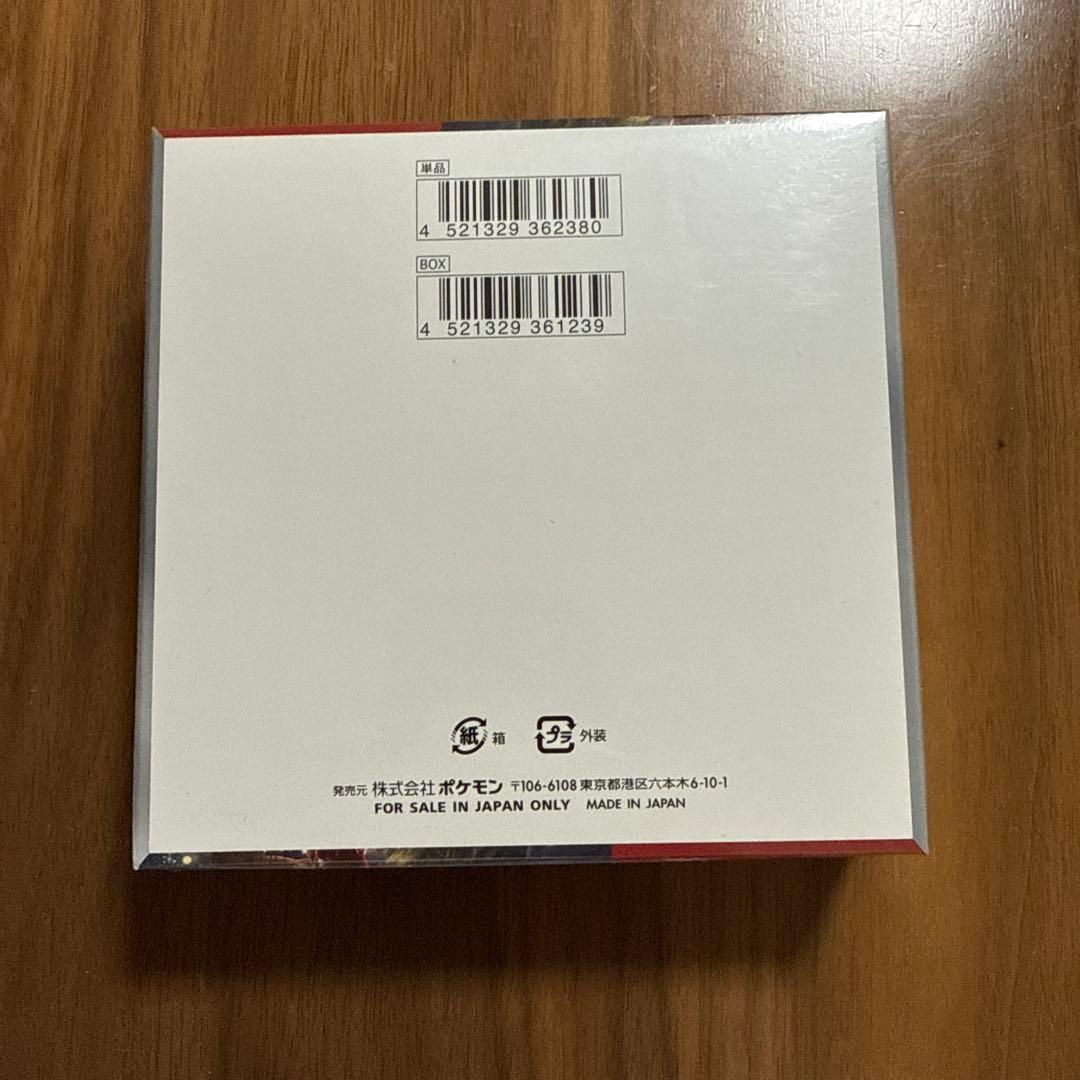 単品
4 521329 362380
BOX
4 521329 361239
紙 箱 プラ 外装
発売元 株式会社 ポケモン 〒106-6108 東京都港区六本木6-10-1
FOR SALE IN JAPAN ONLY MADE IN JAPAN